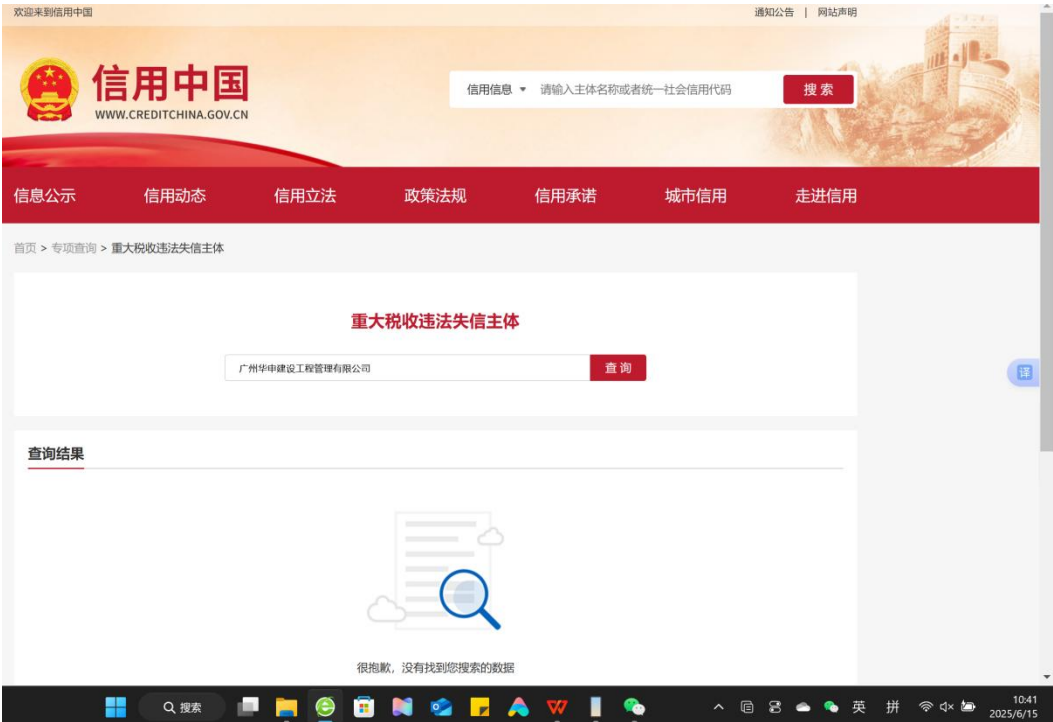 欢迎来到信用中国
通知公告 | 网站声明
信用中国
WWW.CREDITCHINA.GOV.CN
信用信息 请输入主体名称或者统一社会信用代码 搜索
信息公示 信用动态 信用立法 政策法规 信用承诺 城市信用 走进信用
首页 > 专项查询 > 重大税收违法失信主体
重大税收违法失信主体
广州华申建设工程管理有限公司 查询
译
查询结果
很抱歉，没有找到您搜索的数据
搜索 英 拼 10:41
2025/6/15